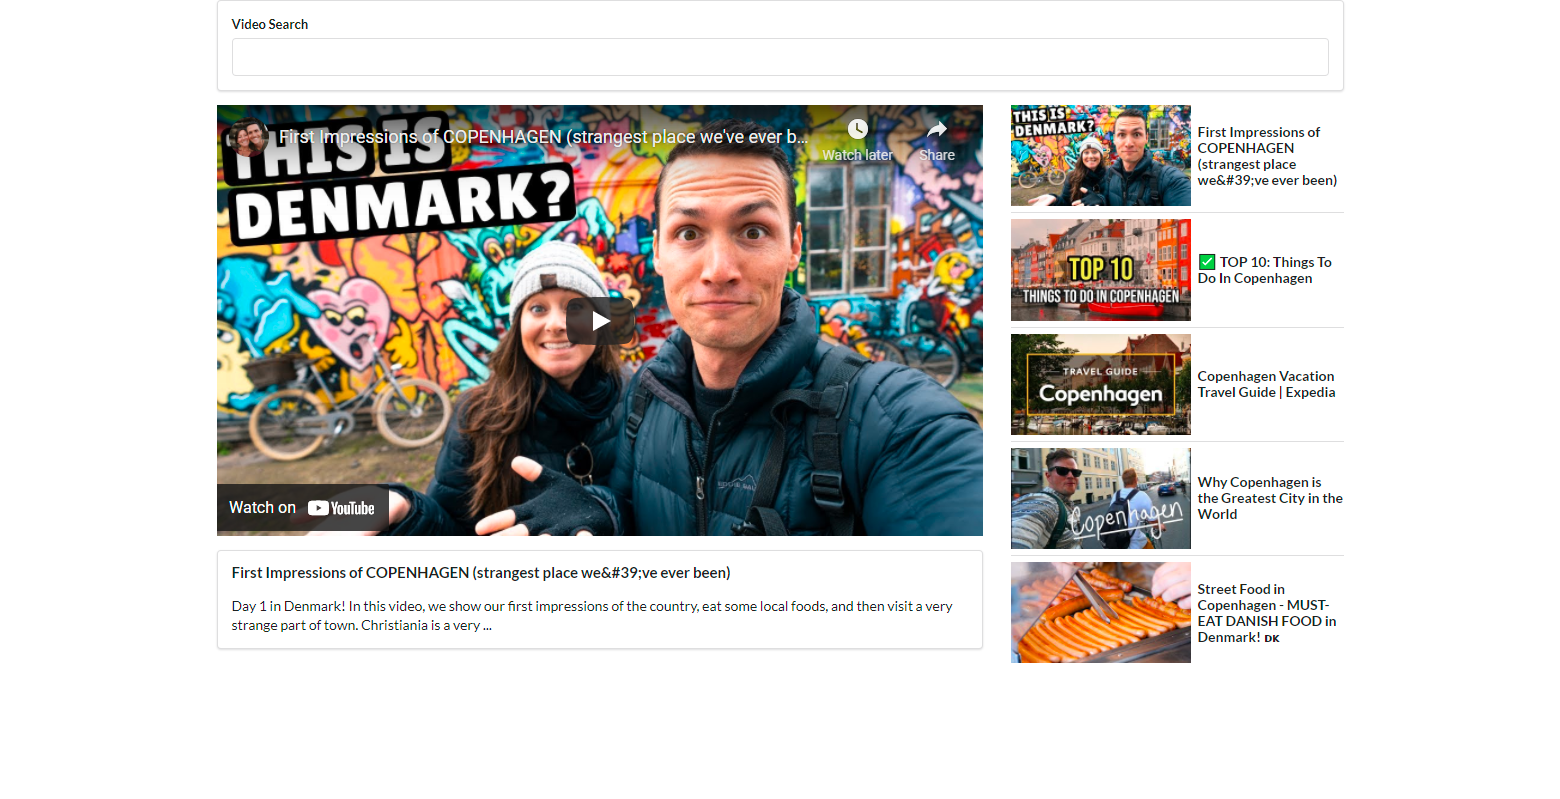 Video Search
First Impressions of COPENHAGEN (strangest place we've ever b...
Watch later
Share
THIS IS
DENMARK?
Watch on YouTube
First Impressions of COPENHAGEN (strangest place we&#39;ve ever been)
Day 1 in Denmark! In this video, we show our first impressions of the country, eat some local foods, and then visit a very
strange part of town. Christiania is a very ...
THIS IS
DENMARK?
First Impressions of
COPENHAGEN
(strangest place
we&#39;ve ever been)
TOP 10
THINGS TO DO IN COPENHAGEN
✅ TOP 10: Things To
Do In Copenhagen
TRAVEL GUIDE
Copenhagen
Expedia
Copenhagen Vacation
Travel Guide | Expedia
Copenhagen
Why Copenhagen is
the Greatest City in the
World
Street Food in
Copenhagen - MUST-
EAT DANISH FOOD in
Denmark! DK